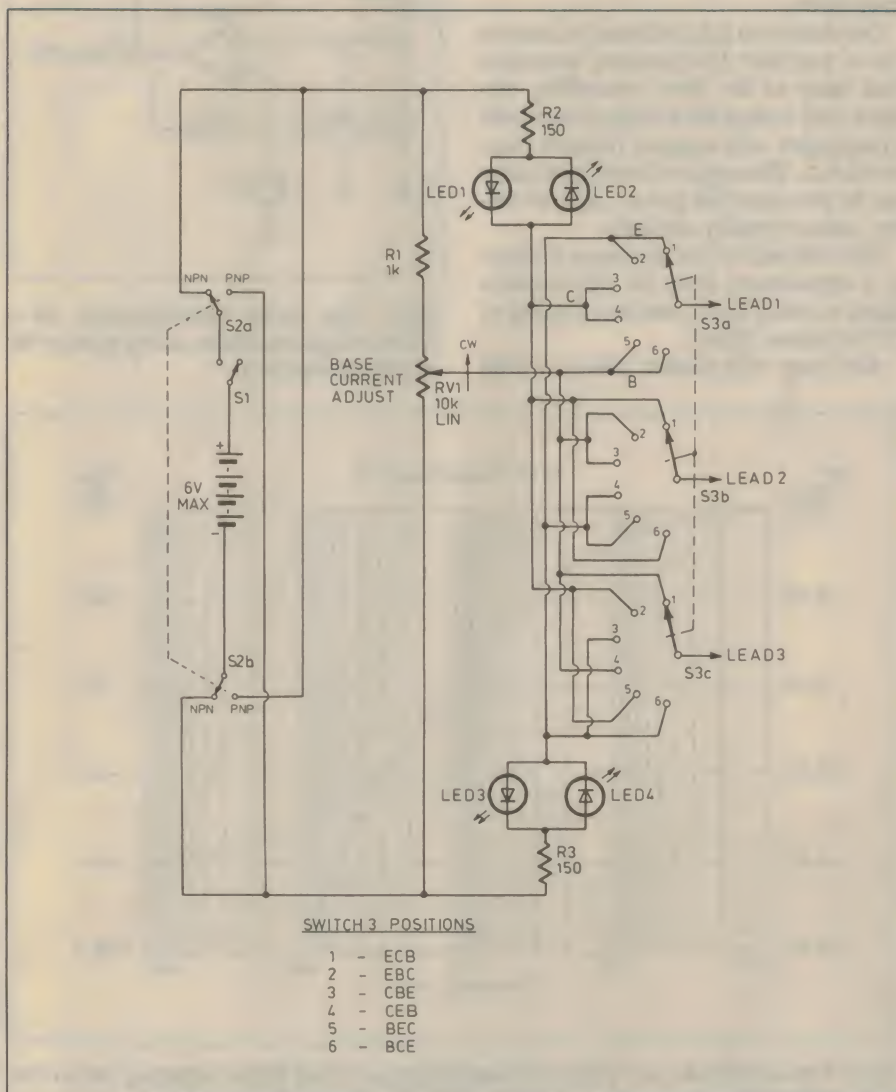 R2
150
LED1
LED2
E
1
2
NPN
PNP
R1
1k
3
C
4
LEAD1
S3a
S2a
CW
5
6
S1
BASE
CURRENT
ADJUST
RV1
10k
LIN
B
1
2
+
3
LEAD2
S3b
6V
MAX
4
5
6
-
1
2
3
LEAD3
S3c
S2b
4
NPN
PNP
5
6
LED3
LED4
R3
150
SWITCH 3 POSITIONS
1 - ECB
2 - EBC
3 - CBE
4 - CEB
5 - BEC
6 - BCE